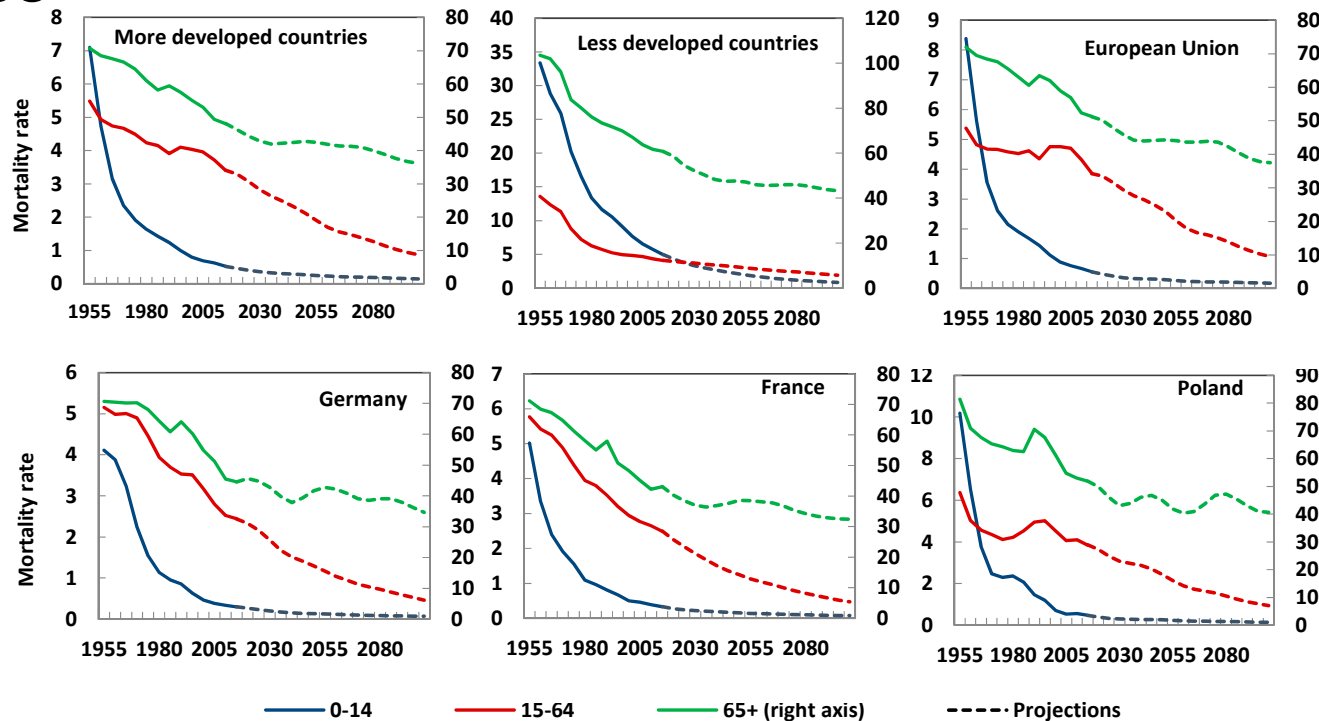 More developed countries
8 7 6 5 4 3 2 1 0
80 70 60 50 40 30 20 10 0
Mortality rate
1955 1980 2005 2030 2055 2080
Less developed countries
40 35 30 25 20 15 10 5 0
120 100 80 60 40 20 0
1955 1980 2005 2030 2055 2080
European Union
9 8 7 6 5 4 3 2 1 0
80 70 60 50 40 30 20 10 0
1955 1980 2005 2030 2055 2080
Germany
6 5 4 3 2 1 0
80 70 60 50 40 30 20 10 0
Mortality rate
1955 1980 2005 2030 2055 2080
France
7 6 5 4 3 2 1 0
80 70 60 50 40 30 20 10 0
1955 1980 2005 2030 2055 2080
Poland
12 10 8 6 4 2 0
90 80 70 60 50 40 30 20 10 0
1955 1980 2005 2030 2055 2080
0-14 15-64 65+ (right axis) Projections